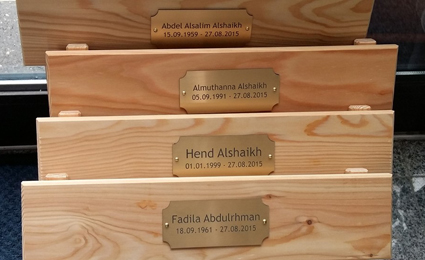 Abdel Alsalim Alshaikh
15.09.1959 - 27.08.2015
Almuthanna Alshaikh
05.09.1991 - 27.08.2015
Hend Alshaikh
01.01.1999 - 27.08.2015
Fadila Abdulrhman
18.09.1961 - 27.08.2015